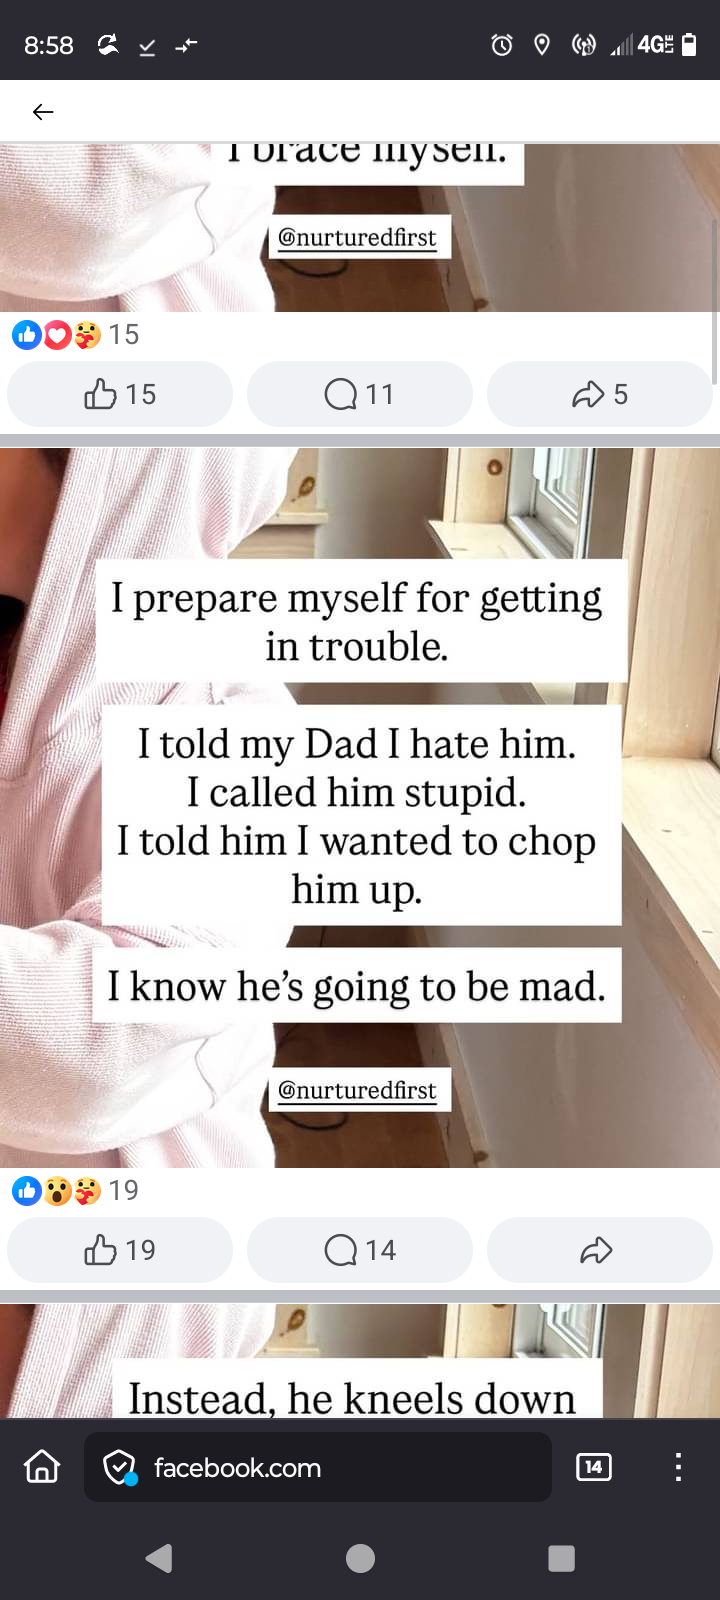 8:58
4G LTE
I brace myself.
@nurturedfirst
15
15
11
5
I prepare myself for getting
in trouble.
I told my Dad I hate him.
I called him stupid.
I told him I wanted to chop
him up.
I know he’s going to be mad.
@nurturedfirst
19
19
14
Instead, he kneels down
facebook.com
14